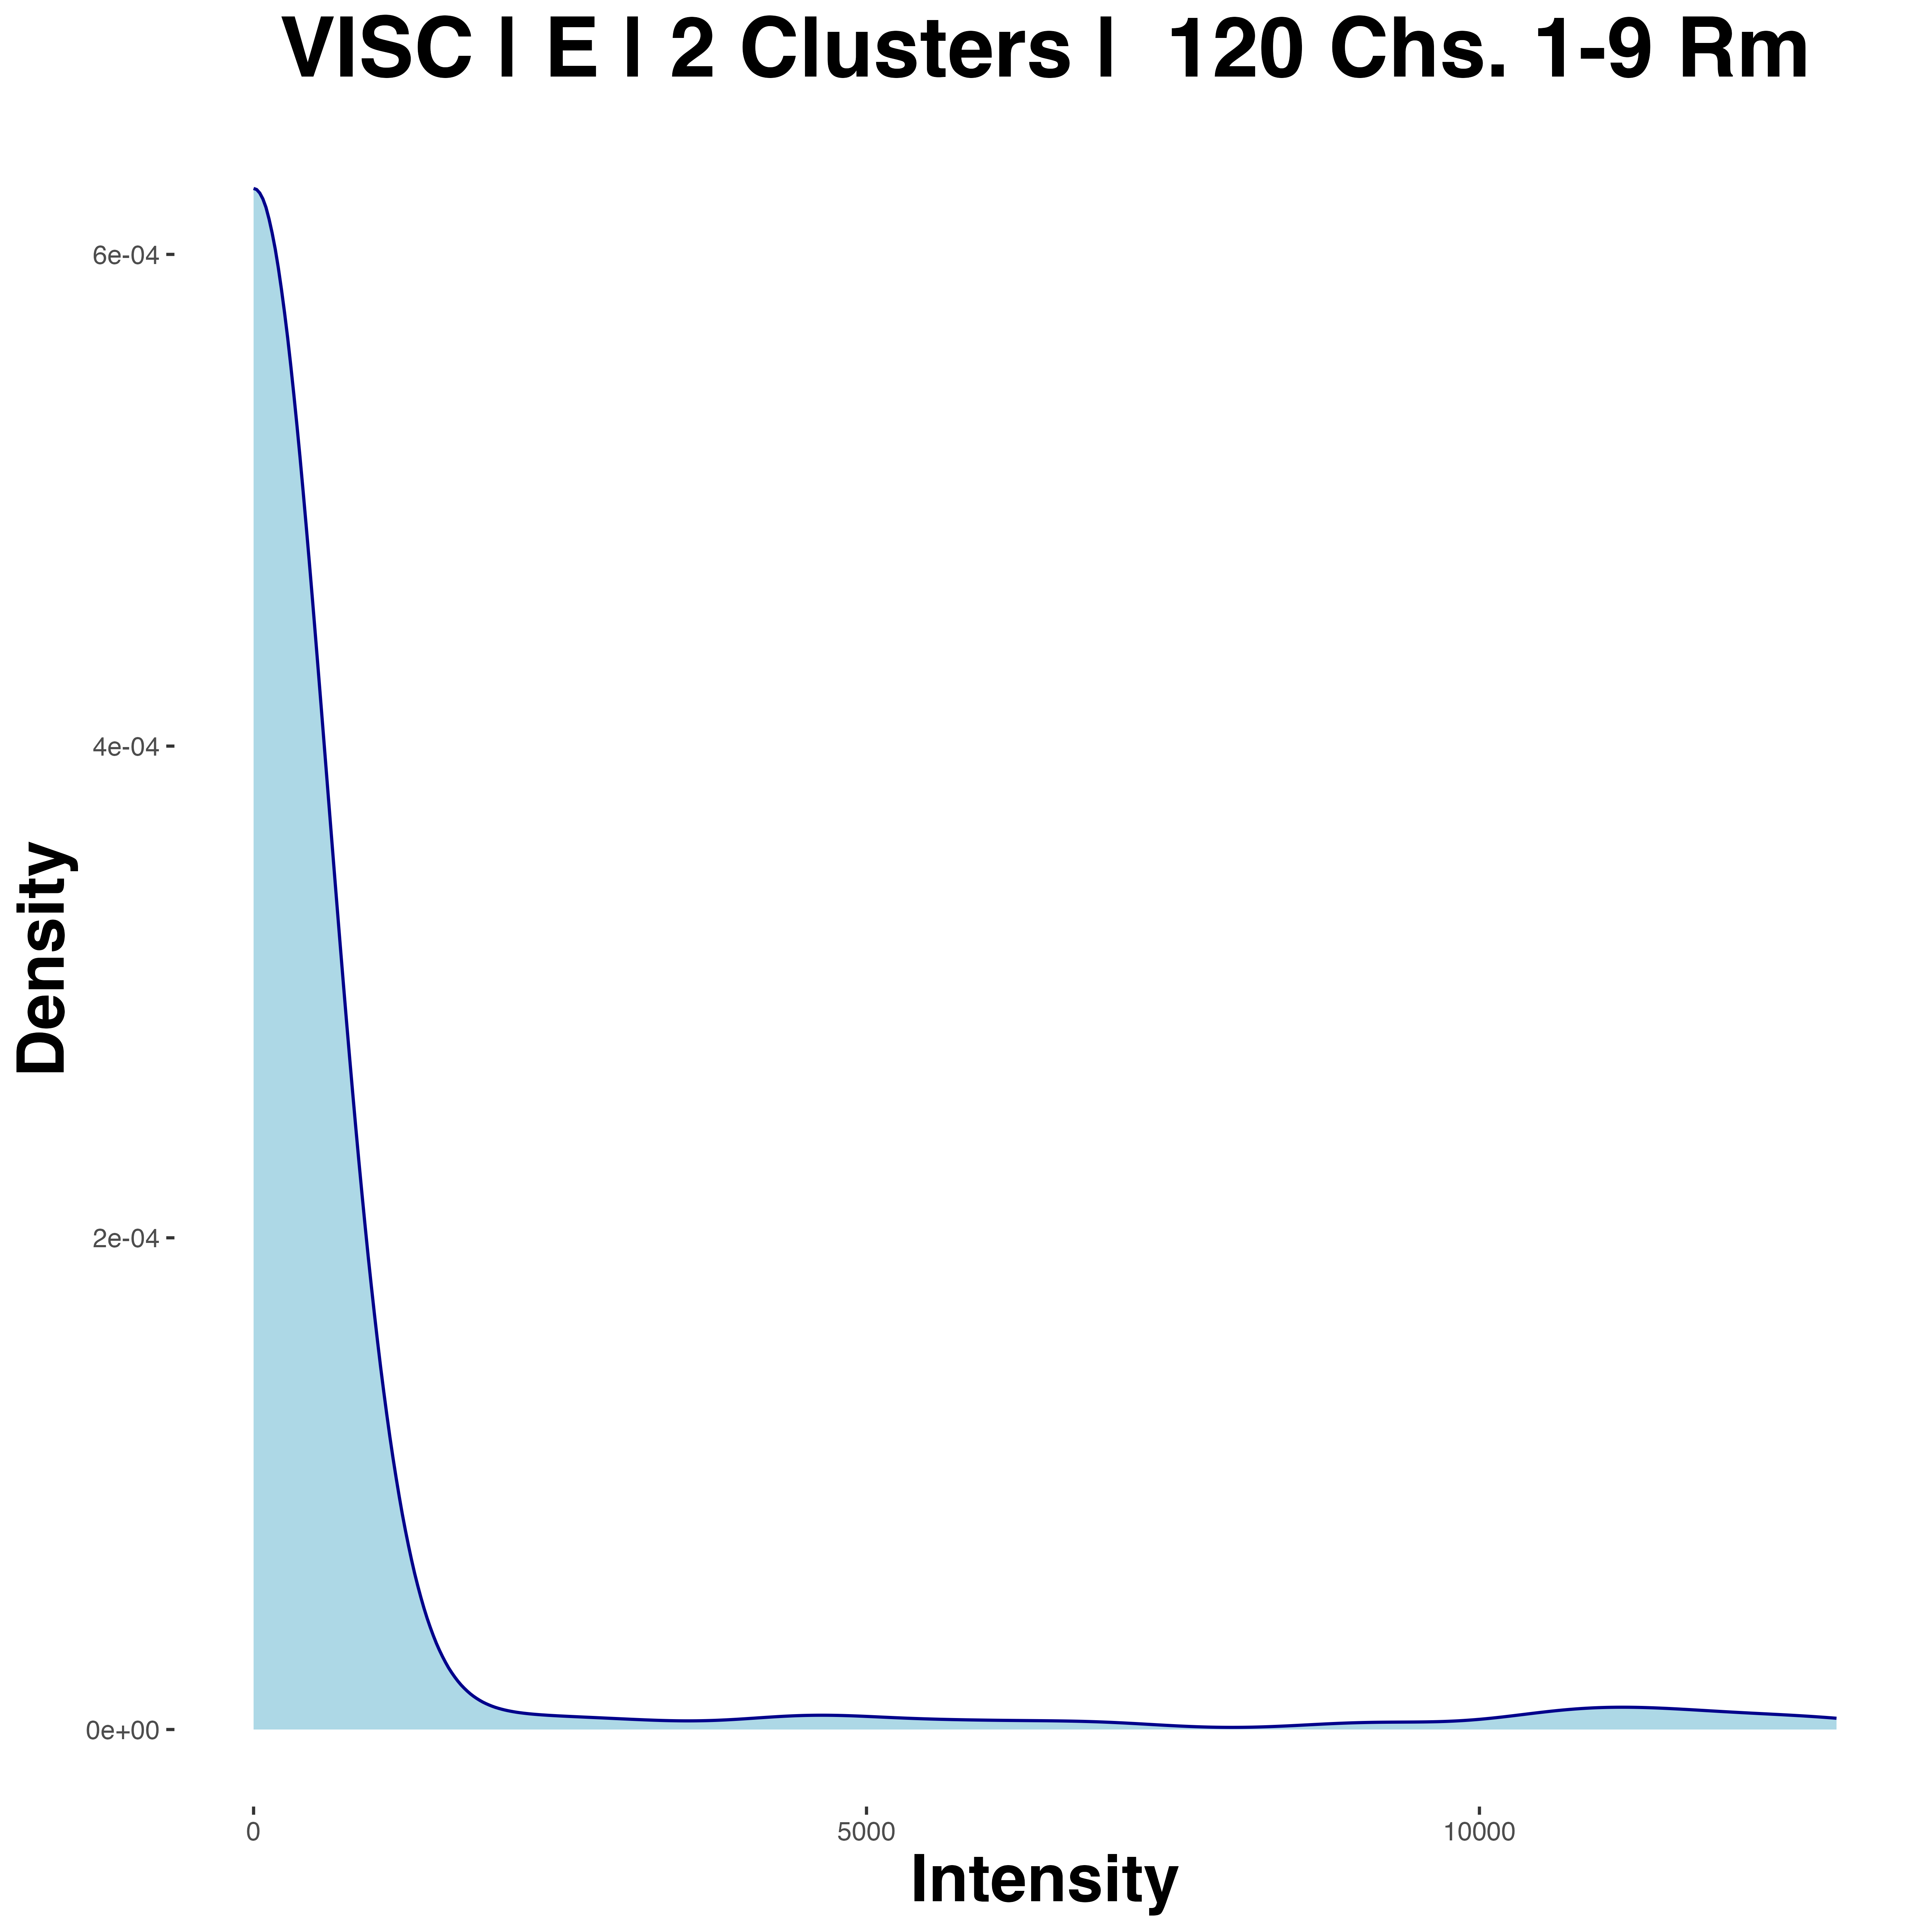 VISC | E | 2 Clusters | 120 Chs. 1-9 Rm
6e-04
4e-04
Density
2e-04
0e+00
0 5000 10000
Intensity